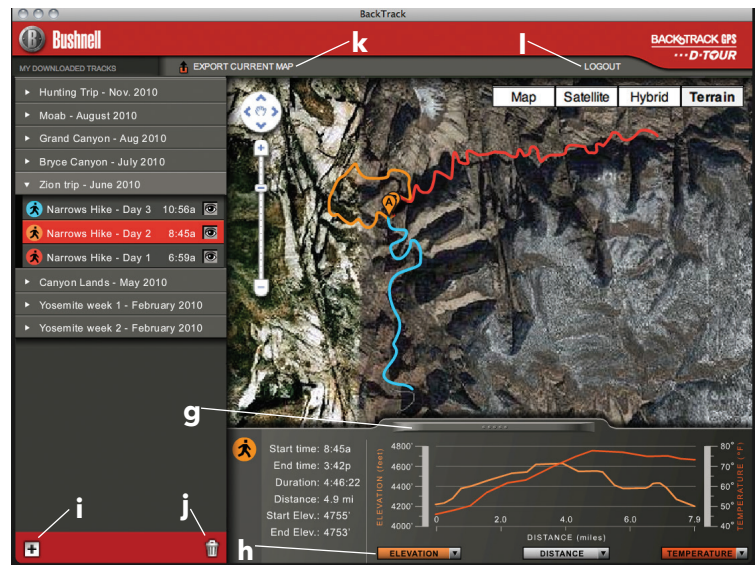 BackTrack
B Bushnell
BACKTRACK GPS
D-TOUR
MY DOWNLOADED TRACKS
EXPORT CURRENT MAP
k
l
LOGOUT
Hunting Trip - Nov. 2010
Moab - August 2010
Grand Canyon - Aug 2010
Bryce Canyon - July 2010
Zion trip - June 2010
Narrows Hike - Day 3 10:56a
Narrows Hike - Day 2 8:45a
Narrows Hike - Day 1 6:59a
Canyon Lands - May 2010
Yosemite week 1 - February 2010
Yosemite week 2 - February 2010
Map Satellite Hybrid Terrain
A
g
Start time: 8:45a
End time: 3:42p
Duration: 4:46:22
Distance: 4.9 mi
Start Elev.: 4755'
End Elev.: 4753'
ELEVATION (feet)
4800'
4600'
4400'
4200'
4000'
0 2.0 4.0 6.0 7.9
DISTANCE (miles)
80°
70°
60°
50°
40°
TEMPERATURE (°F)
h
ELEVATION
DISTANCE
TEMPERATURE
i
j